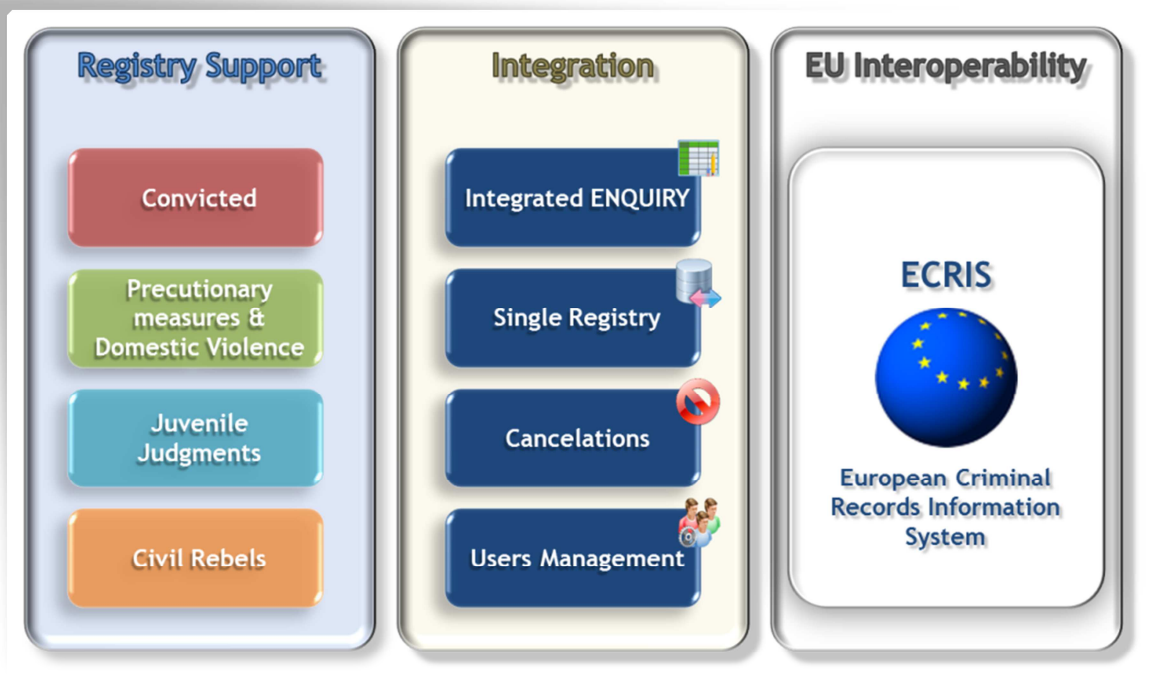 Registry Support
Convicted
Precutionary
measures &
Domestic Violence
Juvenile
Judgments
Civil Rebels
Integration
Integrated ENQUIRY
Single Registry
Cancelations
Users Management
EU Interoperability
ECRIS
European Criminal
Records Information
System